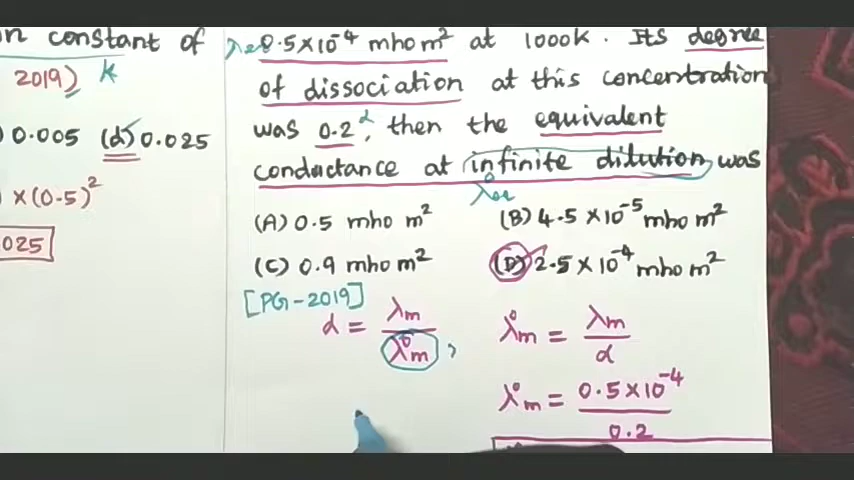 n constant of
2019) K
0.005 (d) 0.025
× (0.5)²
025
λeq 0.5×10⁻⁴ mho m² at 1000K. Its degree
of dissociation at this concentration
was 0.2 α, then the equivalent
conductance at infinite dilution was
(A) 0.5 mho m² (B) 4.5 ×10⁻⁵ mho m²
(C) 0.9 mho m² (D) 2.5 × 10⁻⁴ mho m²
[PG-2019]
α = λm / λ°m ,
λ°m = λm / α
λ°m = 0.5×10⁻⁴ / 0.2